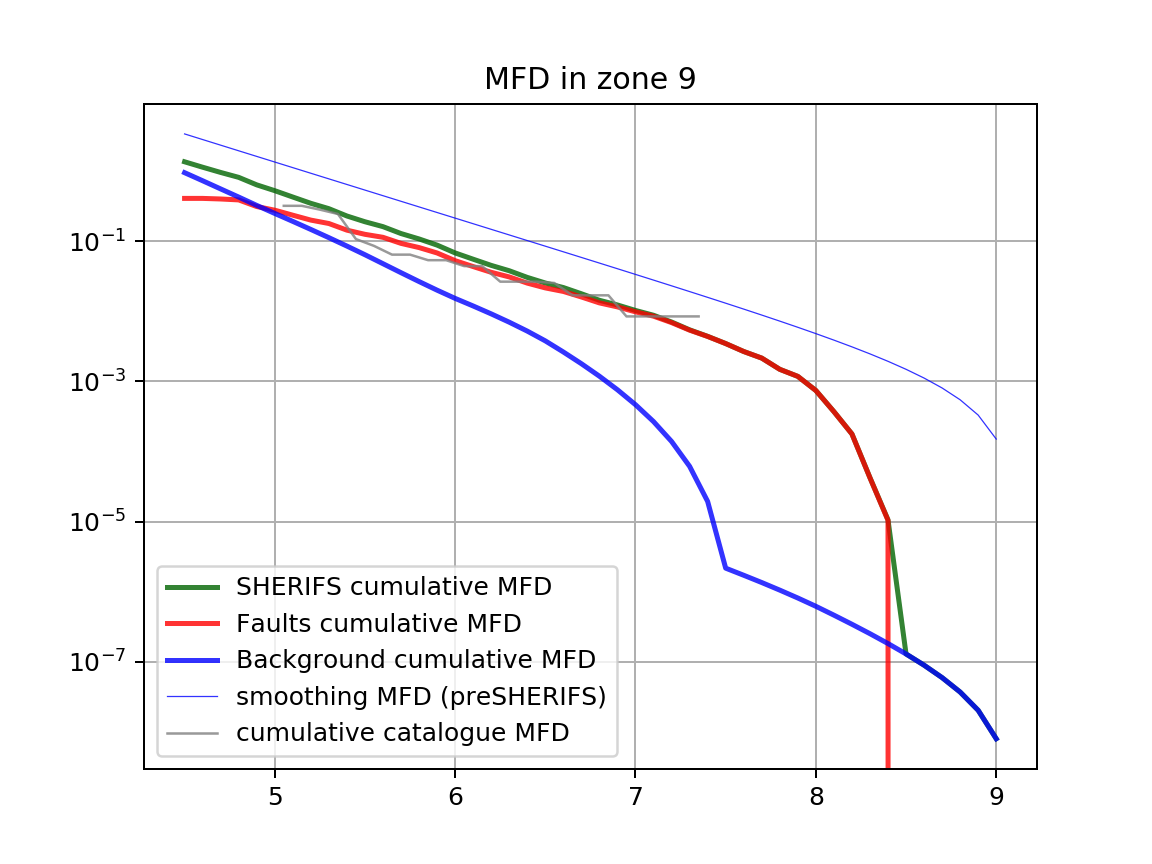 MFD in zone 9
10⁻¹
10⁻³
10⁻⁵
10⁻⁷
SHERIFS cumulative MFD
Faults cumulative MFD
Background cumulative MFD
smoothing MFD (preSHERIFS)
cumulative catalogue MFD
5 6 7 8 9